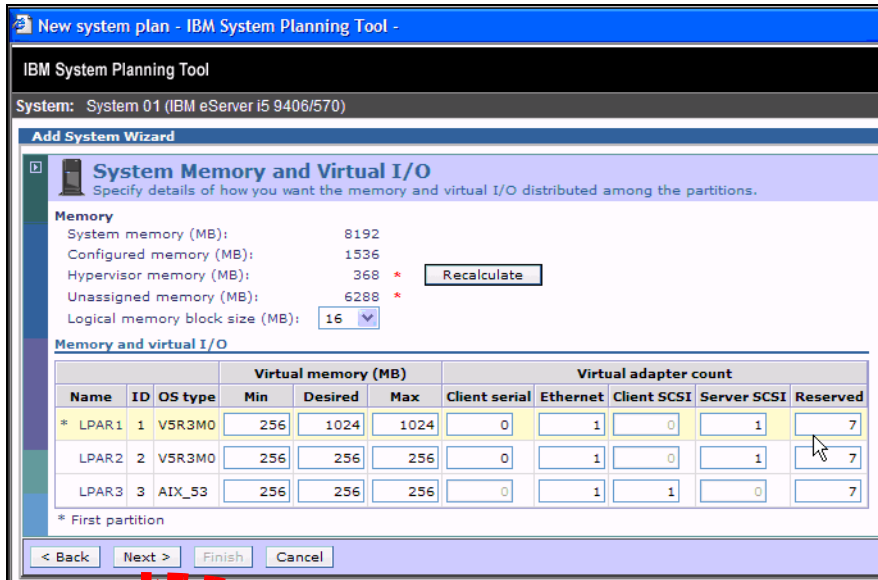 New system plan - IBM System Planning Tool -
IBM System Planning Tool
System: System 01 (IBM eServer i5 9406/570)
Add System Wizard
System Memory and Virtual I/O
Specify details of how you want the memory and virtual I/O distributed among the partitions.
Memory
System memory (MB): 8192
Configured memory (MB): 1536
Hypervisor memory (MB): 368 * Recalculate
Unassigned memory (MB): 6288 *
Logical memory block size (MB): 16
Memory and virtual I/O
Virtual memory (MB) Virtual adapter count
Name ID OS type Min Desired Max Client serial Ethernet Client SCSI Server SCSI Reserved
* LPAR1 1 V5R3M0 256 1024 1024 0 1 0 1 7
LPAR2 2 V5R3M0 256 256 256 0 1 0 1 7
LPAR3 3 AIX_53 256 256 256 0 1 1 0 7
* First partition
< Back Next > Finish Cancel